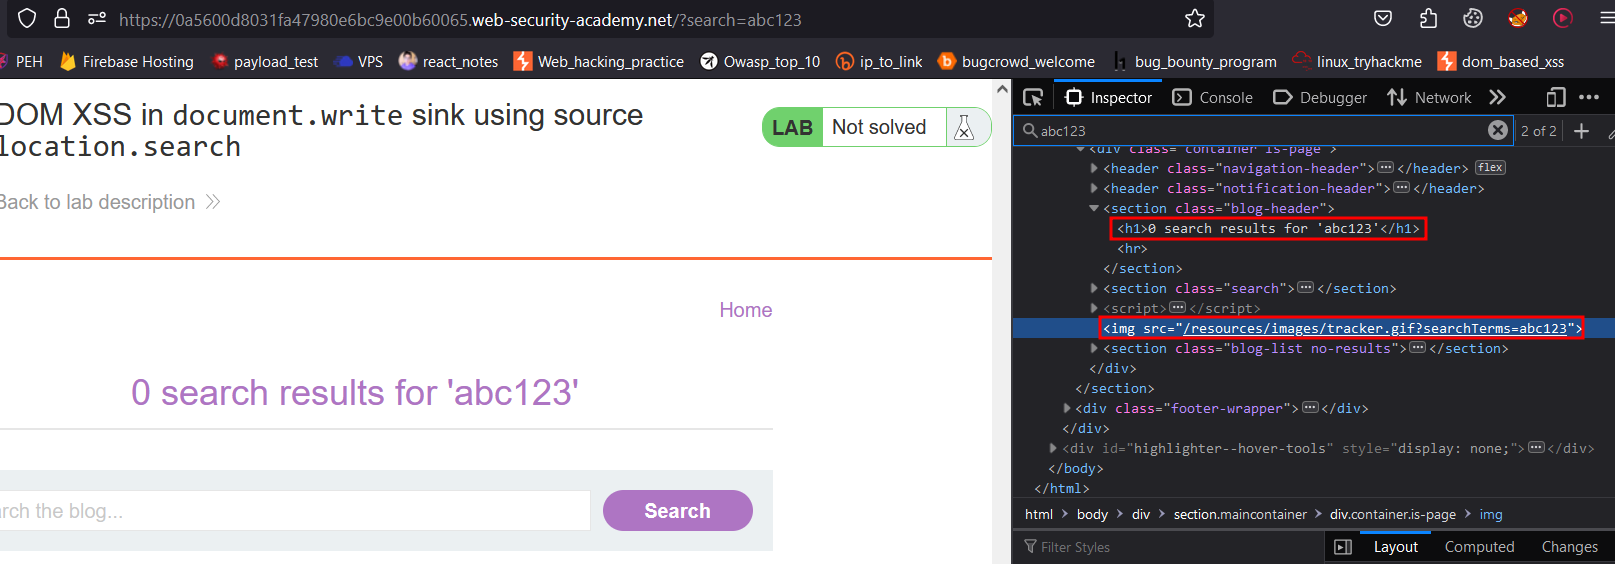 https://0a5600d8031fa47980e6bc9e00b60065.web-security-academy.net/?search=abc123
PEH Firebase Hosting payload_test VPS react_notes Web_hacking_practice Owasp_top_10 ip_to_link bugcrowd_welcome bug_bounty_program linux_tryhackme dom_based_xss
DOM XSS in document.write sink using source
location.search
LAB Not solved
Back to lab description
Home
0 search results for 'abc123'
rch the blog...
Search
Inspector Console Debugger Network
abc123
2 of 2
<div class="container is-page">
<header class="navigation-header"></header> flex
<header class="notification-header"></header>
<section class="blog-header">
<h1>0 search results for 'abc123'</h1>
<hr>
</section>
<section class="search"></section>
<script></script>
<img src="/resources/images/tracker.gif?searchTerms=abc123">
<section class="blog-list no-results"></section>
</div>
</section>
<div class="footer-wrapper"></div>
</div>
<div id="highlighter--hover-tools" style="display: none;"></div>
</body>
</html>
html > body > div > section.maincontainer > div.container.is-page > img
Filter Styles
Layout Computed Changes